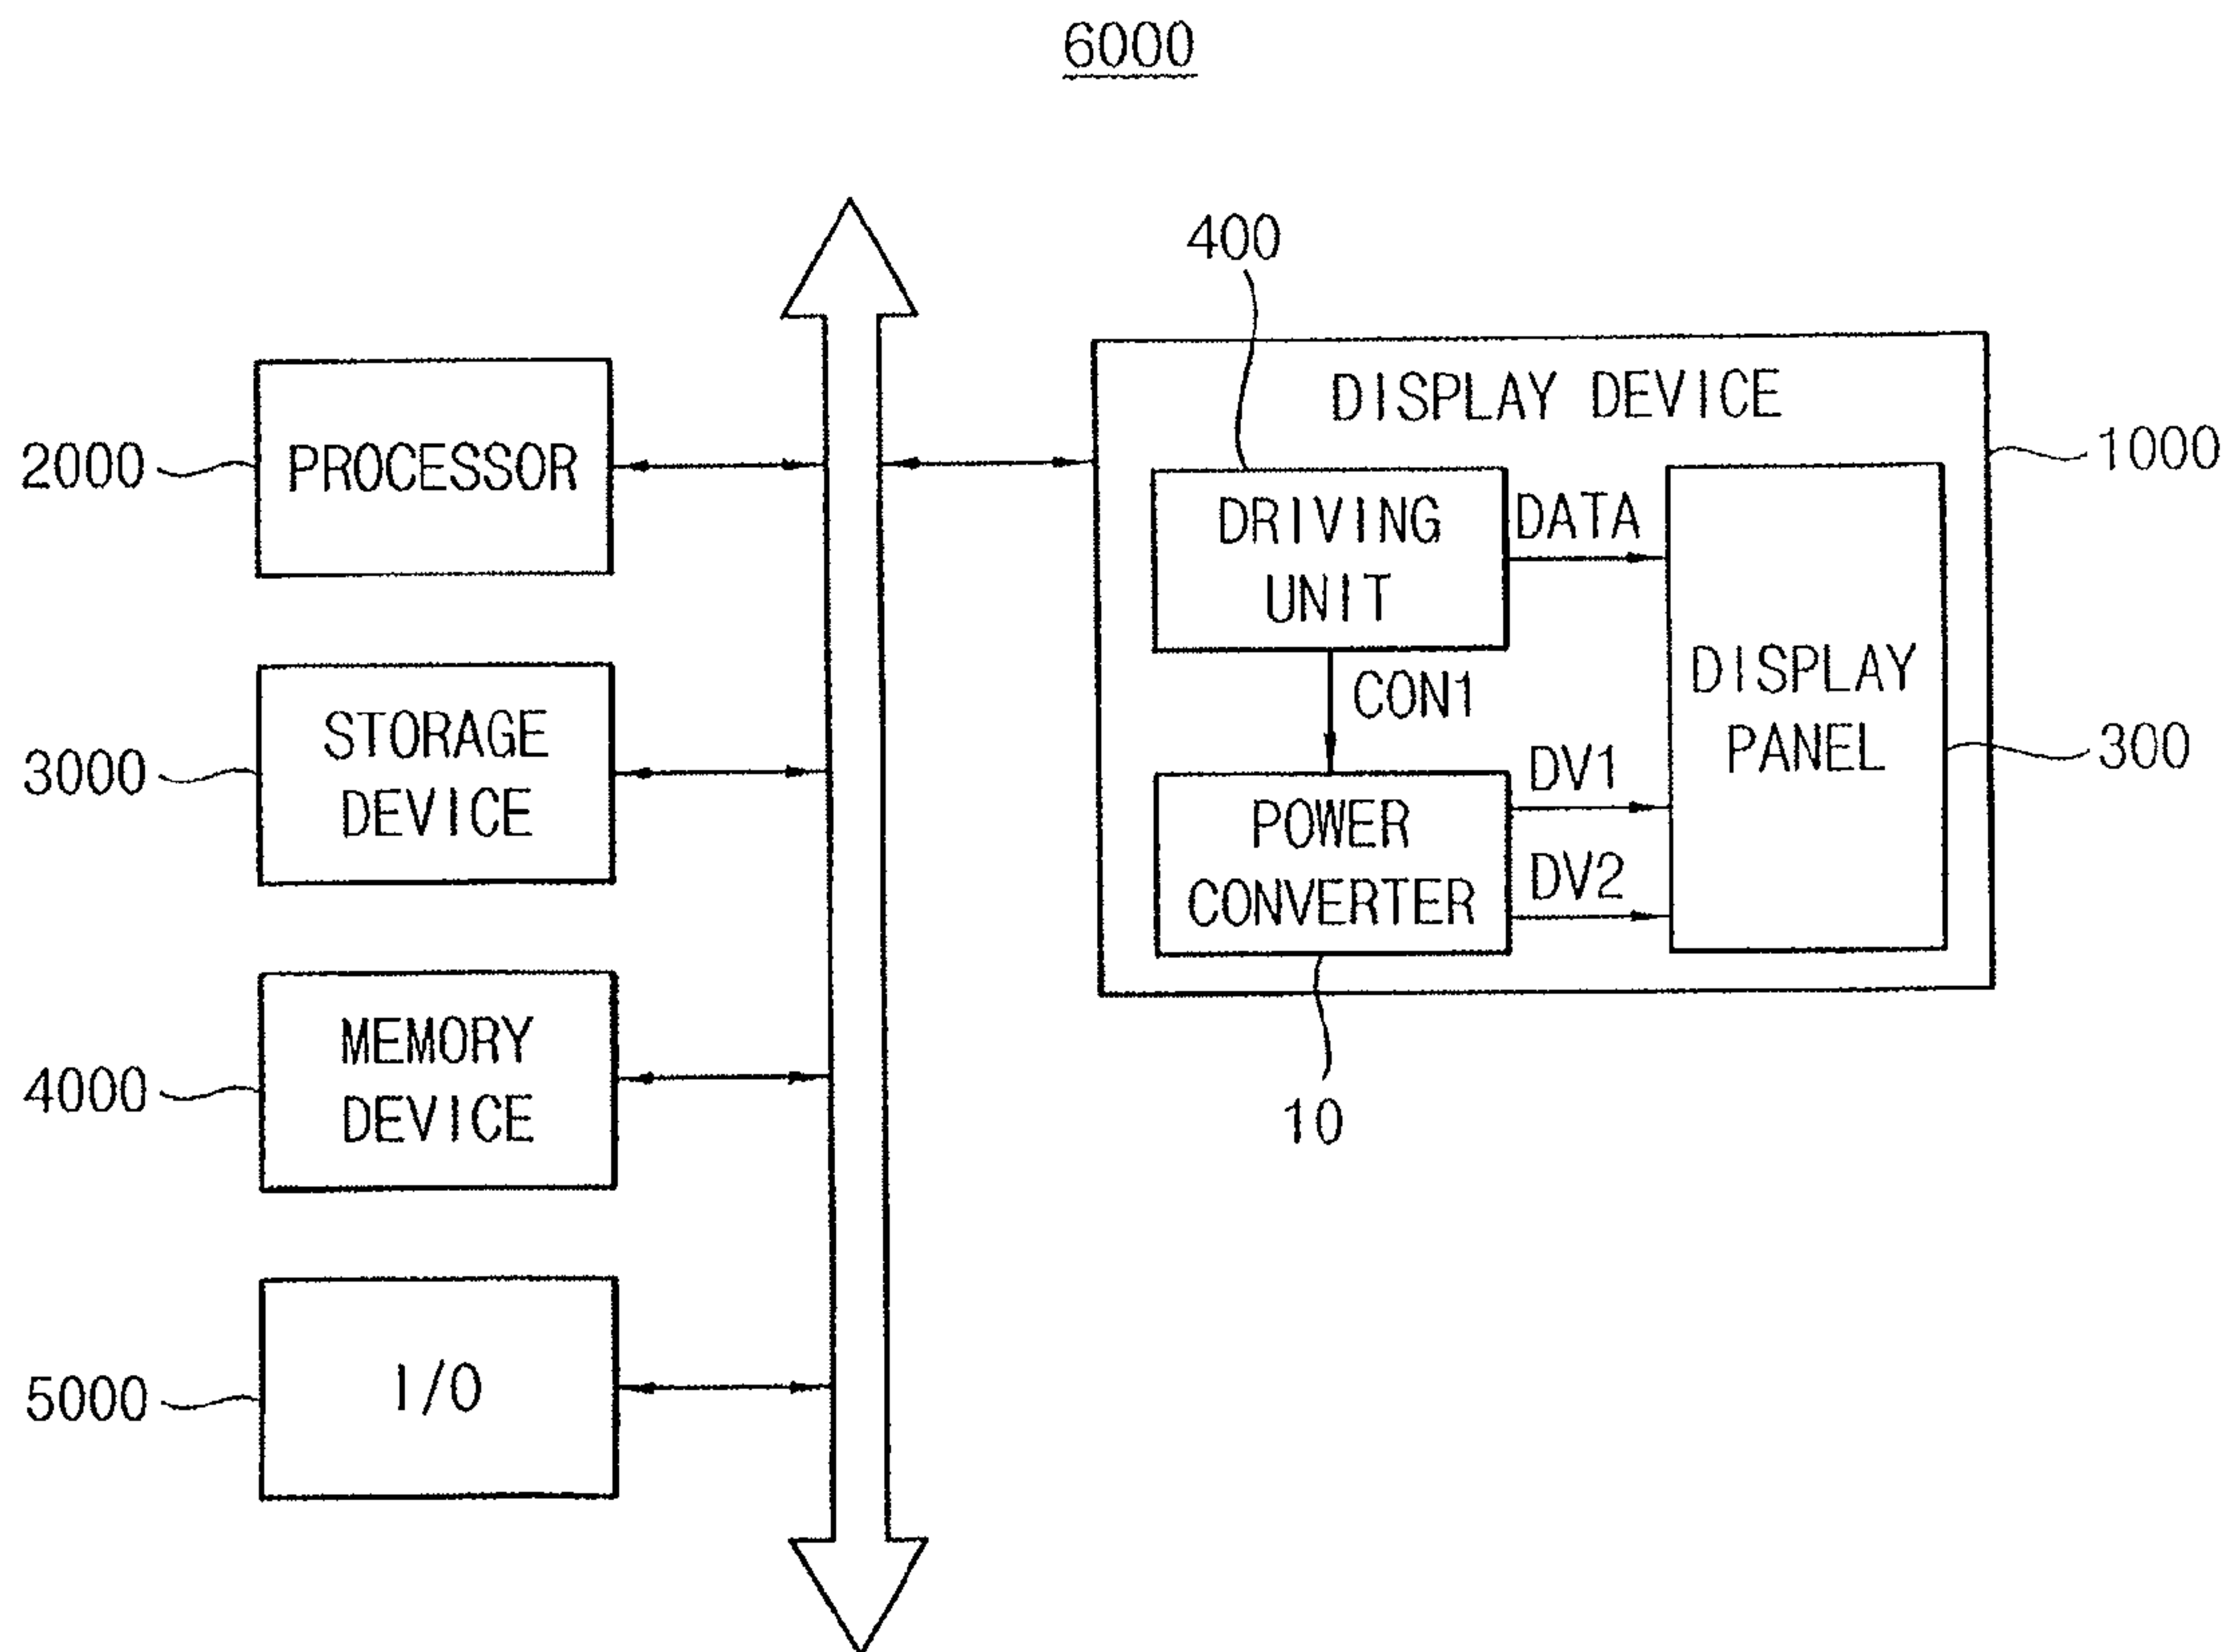 6000
400
DISPLAY DEVICE
1000
2000
PROCESSOR
DRIVING
UNIT
DATA
DISPLAY
PANEL
300
CON1
3000
STORAGE
DEVICE
POWER
CONVERTER
DV1
DV2
10
4000
MEMORY
DEVICE
5000
I/O